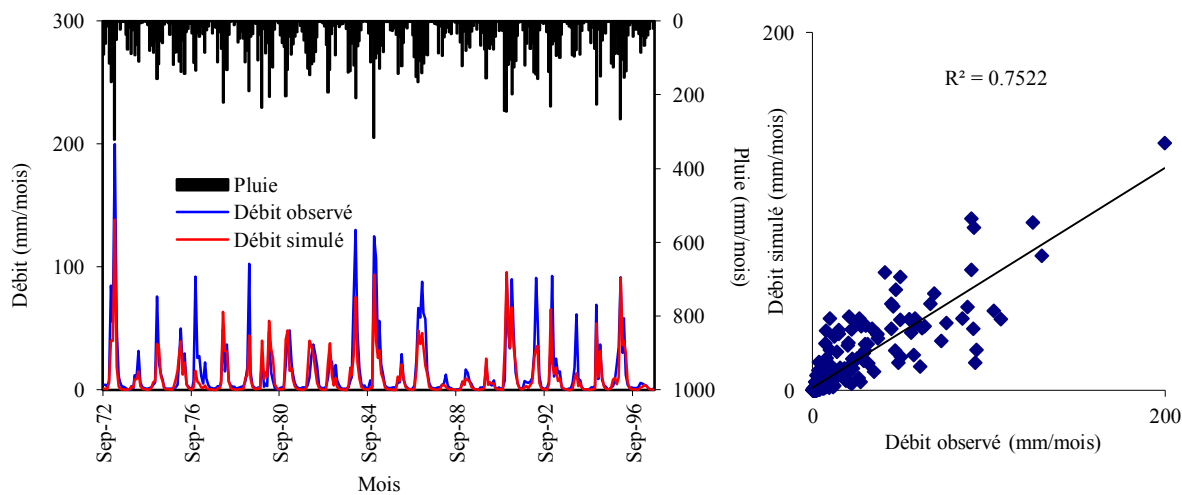 300
200
100
0
Débit (mm/mois)
0
200
400
600
800
1000
Pluie (mm/mois)
Pluie
Débit observé
Débit simulé
Sep-72
Sep-76
Sep-80
Sep-84
Sep-88
Sep-92
Sep-96
Mois
200
0
Débit simulé (mm/mois)
R² = 0.7522
0
200
Débit observé (mm/mois)